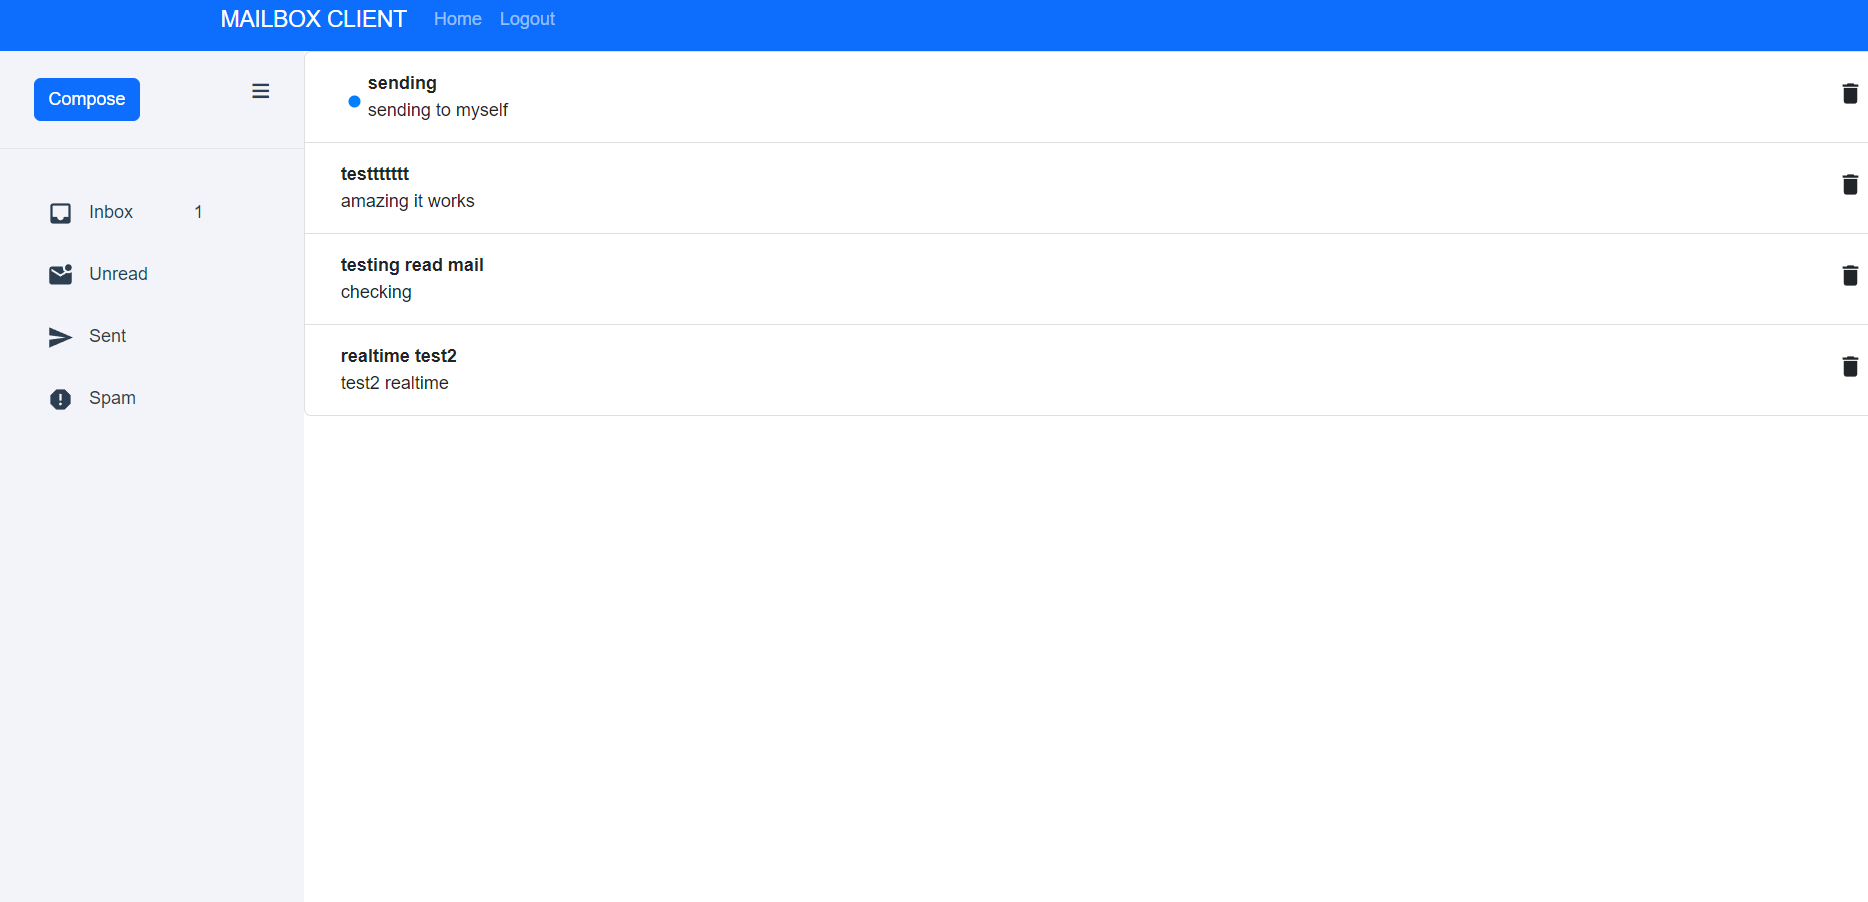 MAILBOX CLIENT Home Logout
Compose
Inbox 1
Unread
Sent
Spam
sending
sending to myself
testttttt
amazing it works
testing read mail
checking
realtime test2
test2 realtime